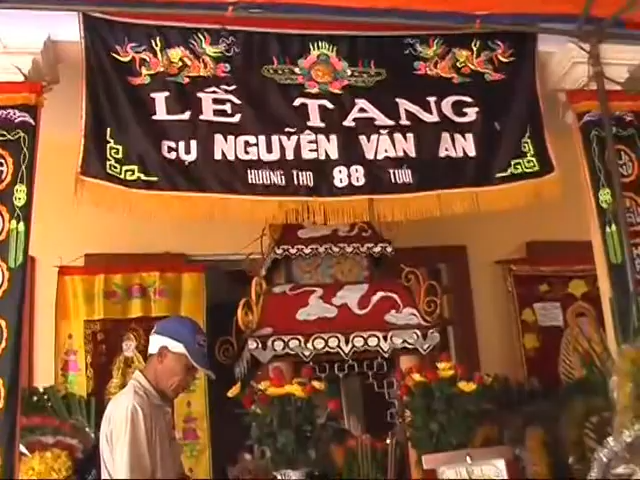 LỄ TANG
CỤ NGUYỄN VĂN AN
HƯỞNG THỌ 88 TUỔI